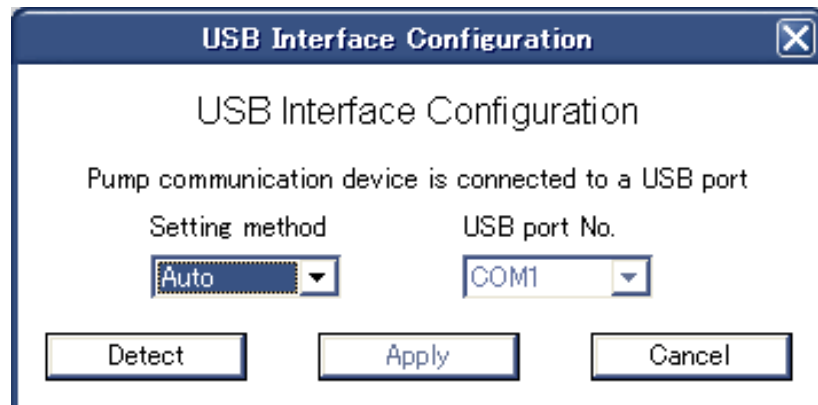 USB Interface Configuration
USB Interface Configuration
Pump communication device is connected to a USB port
Setting method USB port No.
Auto COM1
Detect Apply Cancel